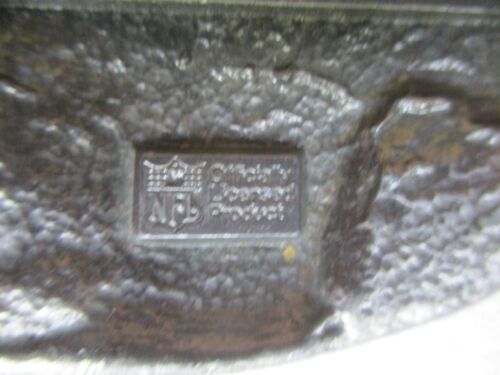 NFL
Officially
Licensed
Product